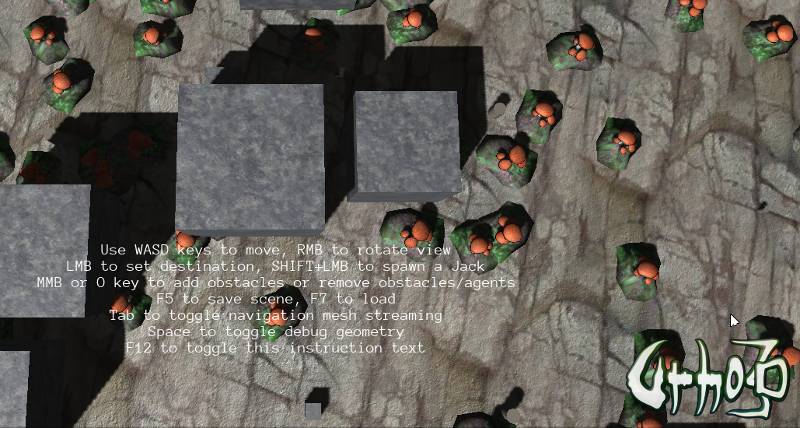 Use WASD keys to move, RMB to rotate view
LMB to set destination, SHIFT+LMB to spawn a Jack
MMB or O key to add obstacles or remove obstacles/agents
F5 to save scene, F7 to load
Tab to toggle navigation mesh streaming
Space to toggle debug geometry
F12 to toggle this instruction text